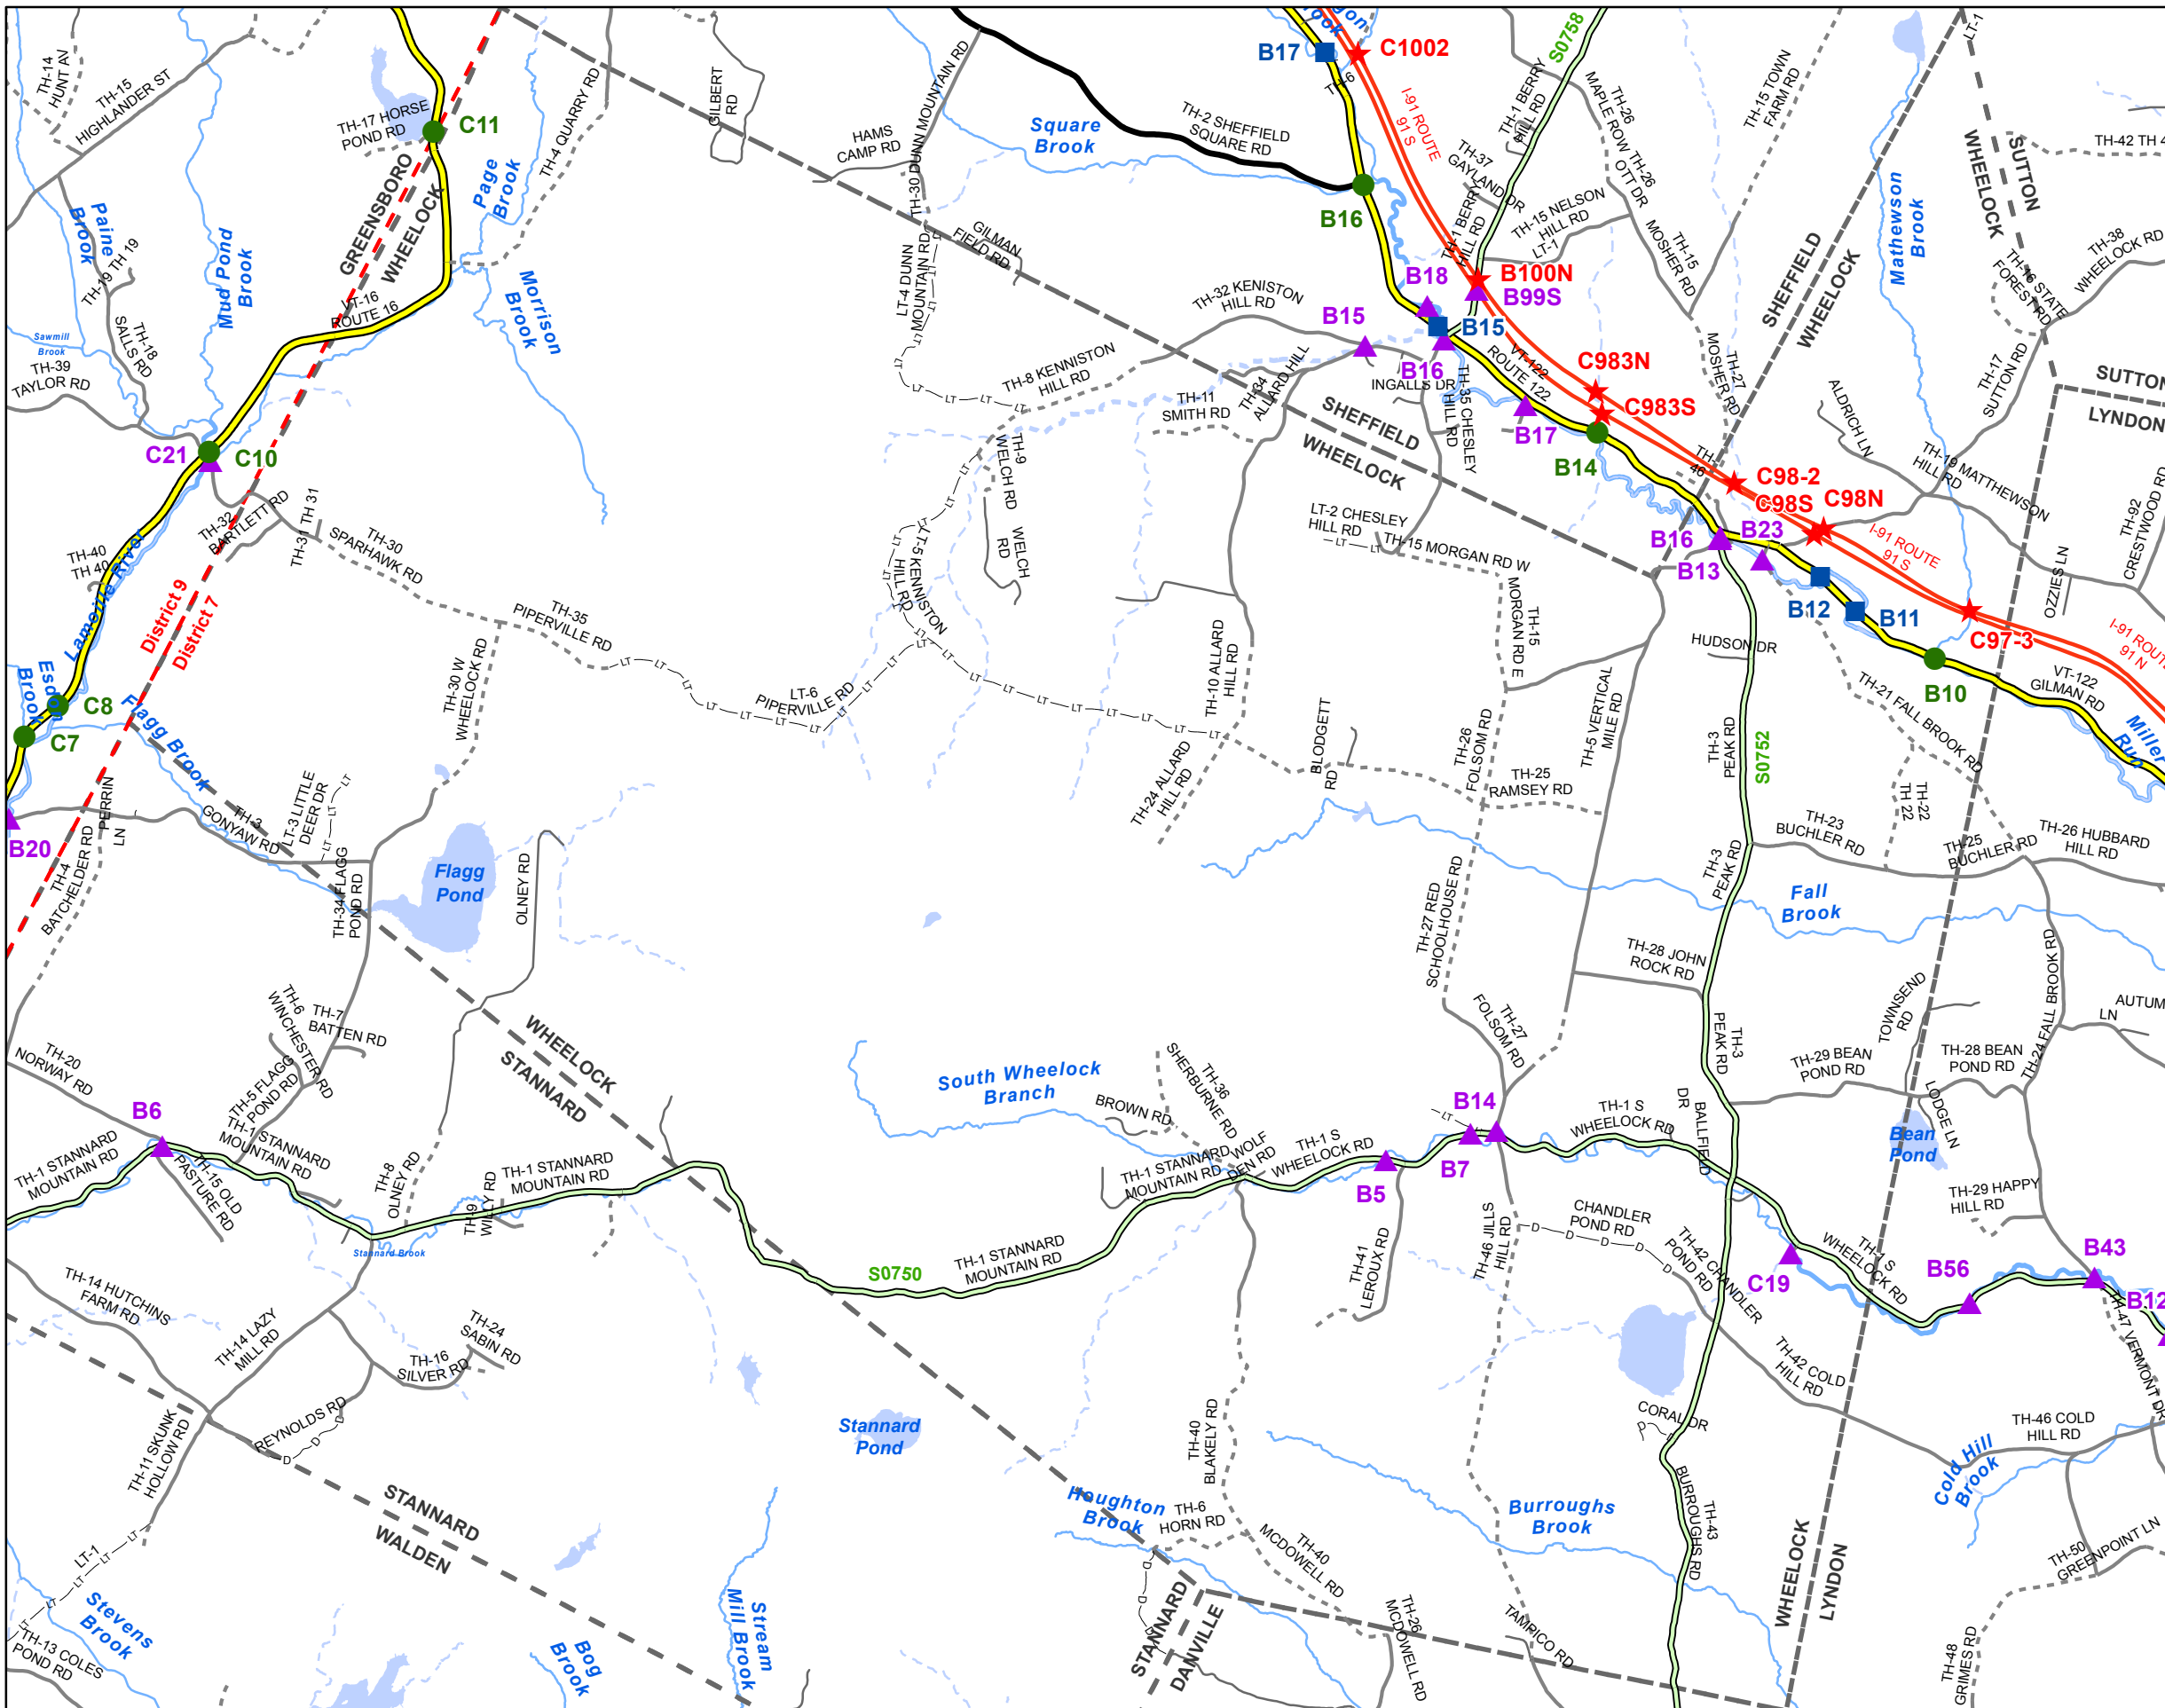 TH-14
HUNT AV
TH-15
HIGHLANDER ST
TH-17 HORSE
POND RD
C11
GREENSBORO
WHEELOCK
Page
Brook
TH-4 QUARRY RD
Paine
Brook
TH-19 TH 19
Mud Pond
Brook
VT-16
ROUTE 16
Morrison
Brook
Sawmill
Brook
TH-39
TAYLOR RD
TH-18
SALLS RD
C21
C10
TH-32
BARTLETT RD
TH-31 TH 31
TH-30
SPARHAWK RD
TH-40
TH 40
Lamoille River
District 9
District 7
TH-35
PIPERVILLE RD
TH-30 W
WHEELOCK RD
Esdon
Brook
C8
C7
Flagg Brook
B20
PERRIN
LN
TH-4
BATCHELDER RD
TH-3
GONYAW RD
LT-3 LITTLE
DEER DR
TH-34 FLAGG
POND RD
Flagg
Pond
OLNEY RD
GILBERT
RD
HAMS
CAMP RD
TH-30 DUNN MOUNTAIN RD
Square
Brook
TH-2 SHEFFIELD
SQUARE RD
GILMAN
FIELD RD
LT-4 DUNN
MOUNTAIN RD
B17
C1002
TH-6
I-91 ROUTE
91 S
S0758
TH-1 BERRY
HILL RD
TH-26
MAPLE ROW
TH-26
OTT DR
TH-15 TOWN
FARM RD
TH-37
GAYLAND DR
TH-15 NELSON
HILL RD
LT-1
TH-1 BERRY
HILL RD
TH-15
MOSHER RD
B16
B100N
B99S
B18
B15
TH-32 KENISTON
HILL RD
B15
B16
TH-8 KENNISTON
HILL RD
TH-11
SMITH RD
TH-34
ALLARD HILL
INGALLS DR
TH-35 CHESLEY
HILL RD
VT-122
ROUTE 122
B17
C983N
C983S
B14
TH-27
MOSHER RD
SHEFFIELD
WHEELOCK
SHEFFIELD
WHEELOCK
SUTTON
WHEELOCK
LT-1
Mathewson
Brook
TH-42 TH 4
TH-38
WHEELOCK RD
TH-16 STATE
FOREST RD
TH-17
SUTTON RD
SUTTON
LYNDON
ALDRICH LN
TH-19 MATTHEWSON
HILL RD
TH-92
CRESTWOOD RD
OZZIES LN
TH-
46
C98-2
C98S
C98N
B16
B23
B13
I-91 ROUTE
91 S
B12
B11
C97-3
B10
VT-122
GILMAN RD
I-91 ROUTE
91 N
Miller
Run
TH-9
WELCH RD
WELCH
RD
LT-5 KENNISTON
HILL RD
LT-6
PIPERVILLE RD
LT-2 CHESLEY
HILL RD
TH-15 MORGAN RD W
TH-15
MORGAN RD E
HUDSON DR
TH-10 ALLARD
HILL RD
TH-24 ALLARD
HILL RD
BLODGETT
RD
TH-26
FOLSOM RD
TH-25
RAMSEY RD
TH-5 VERTICAL
MILE RD
TH-3
PEAK RD
S0752
TH-21 FALL BROOK RD
TH-22
TH 22
TH-23
BUCHLER RD
TH-25
BUCHLER RD
TH-26 HUBBARD
HILL RD
TH-3
PEAK RD
Fall
Brook
TH-27 RED
SCHOOLHOUSE RD
TH-28 JOHN
ROCK RD
TH-27
FOLSOM RD
TH-3
PEAK RD
TOWNSEND
RD
TH-24 FALL BROOK RD
AUTUM
LN
TH-29 BEAN
POND RD
TH-28 BEAN
POND RD
LODGE LN
Bean
Pond
TH-29 HAPPY
HILL RD
TH-20
NORWAY RD
TH-6
WINCHESTER RD
TH-7
BATTEN RD
TH-5 FLAGG
POND RD
B6
TH-1 STANNARD
MOUNTAIN RD
TH-1 STANNARD
MOUNTAIN RD
TH-15 OLD
PASTURE RD
TH-8
OLNEY RD
TH-9
WILLY RD
TH-1 STANNARD
MOUNTAIN RD
Stannard Brook
WHEELOCK
STANNARD
South Wheelock
Branch
BROWN RD
TH-36
SHERBURNE RD
TH-1 STANNARD
MOUNTAIN RD
WOLF
DEN RD
TH-1 S
WHEELOCK RD
B5
B7
B14
TH-1 S
WHEELOCK RD
BALLFIELD
DR
S0750
TH-1 STANNARD
MOUNTAIN RD
TH-41
LEROUX RD
TH-46 JILLS
HILL RD
CHANDLER
POND RD
TH-42 CHANDLER
POND RD
C19
TH-1 S
WHEELOCK RD
B56
B43
B12
TH-47 VERMONT DR
TH-42 COLD
HILL RD
TH-46 COLD
HILL RD
Cold Hill
Brook
CORAL DR
TH-14 HUTCHINS
FARM RD
TH-14 LAZY
MILL RD
TH-16
SILVER RD
TH-24
SABIN RD
REYNOLDS RD
TH-11 SKUNK
HOLLOW RD
STANNARD
WALDEN
LT-1
Stevens
Brook
TH-13 COLES
POND RD
Bog
Brook
Stream
Mill Brook
Stannard
Pond
TH-40
BLAKELY RD
Houghton
Brook
TH-6
HORN RD
TH-40
MCDOWELL RD
TH-26
MCDOWELL RD
STANNARD
DANVILLE
Burroughs
Brook
TAMPICO RD
TH-43
BURROUGHS RD
WHEELOCK
LYNDON
TH-50
GREENPOINT LN
TH-48
GRIMES RD